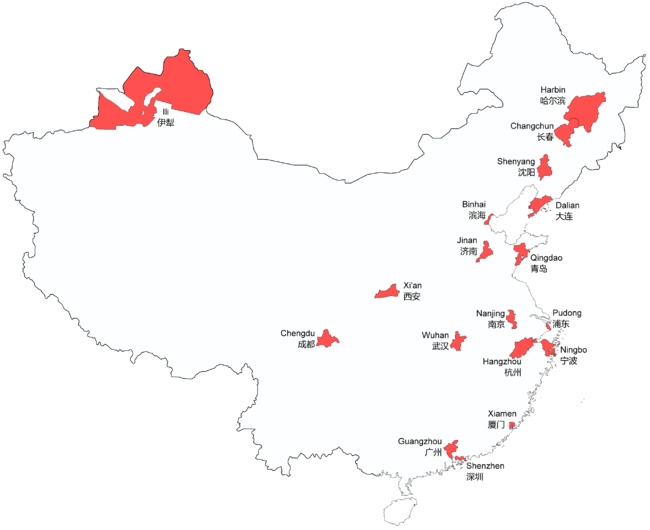 Harbin
哈尔滨
Ili
伊犁
Changchun
长春
Shenyang
沈阳
Binhai
滨海
Dalian
大连
Jinan
济南
Qingdao
青岛
Xi'an
西安
Nanjing
南京
Pudong
浦东
Chengdu
成都
Wuhan
武汉
Ningbo
宁波
Hangzhou
杭州
Xiamen
厦门
Guangzhou
广州
Shenzhen
深圳